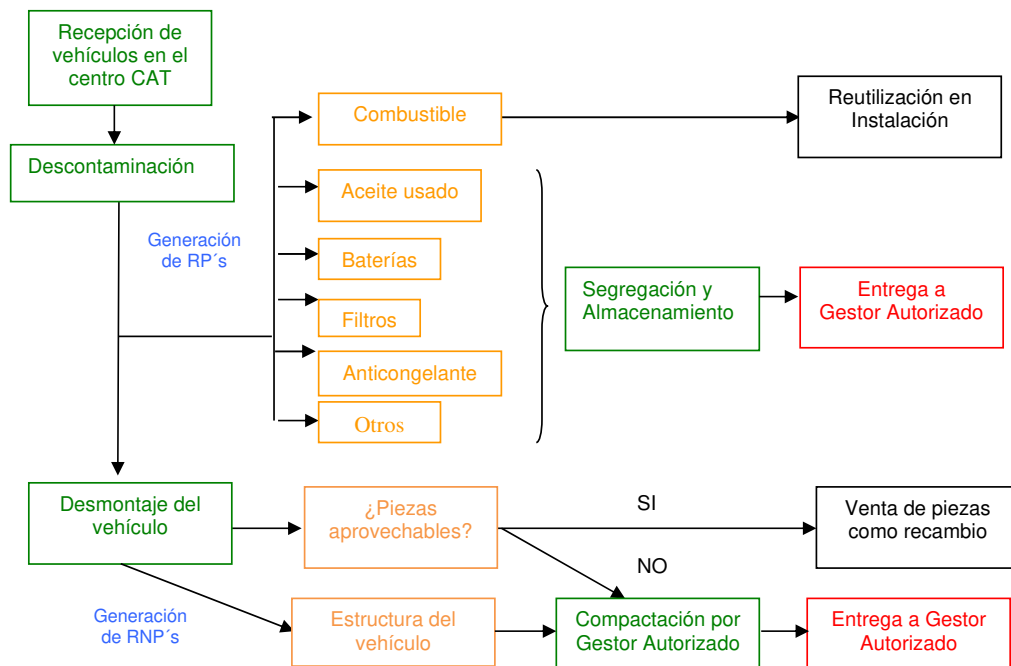 Recepción de
vehículos en el
centro CAT
Combustible
Reutilización en
Instalación
Descontaminación
Aceite usado
Generación
de RP´s
Baterías
Segregación y
Almacenamiento
Entrega a
Gestor Autorizado
Filtros
Anticongelante
Otros
Desmontaje del
vehículo
¿Piezas
aprovechables?
SI
Venta de piezas
como recambio
NO
Generación
de RNP´s
Estructura del
vehículo
Compactación por
Gestor Autorizado
Entrega a Gestor
Autorizado